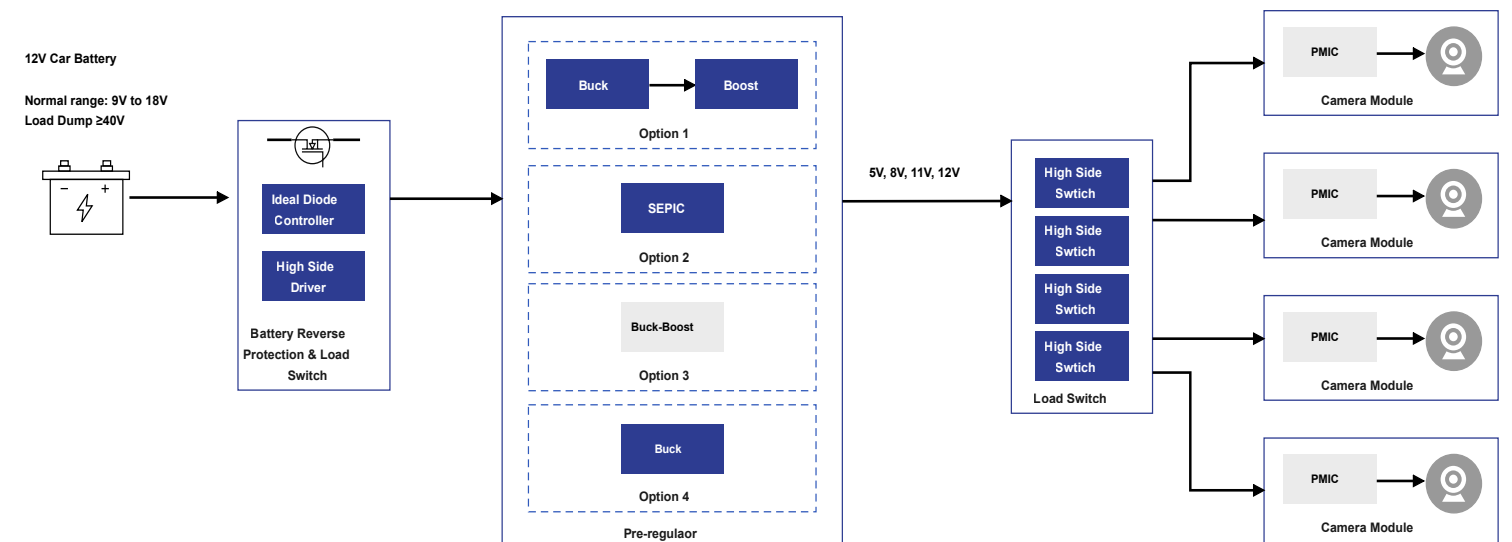 12V Car Battery
Normal range: 9V to 18V
Load Dump ≥40V
- +
Ideal Diode
Controller
High Side
Driver
Battery Reverse
Protection & Load
Switch
Buck
Boost
Option 1
SEPIC
Option 2
Buck-Boost
Option 3
Buck
Option 4
Pre-regulaor
5V, 8V, 11V, 12V
High Side
Swtich
High Side
Swtich
High Side
Swtich
High Side
Swtich
Load Switch
PMIC
Camera Module
PMIC
Camera Module
PMIC
Camera Module
PMIC
Camera Module